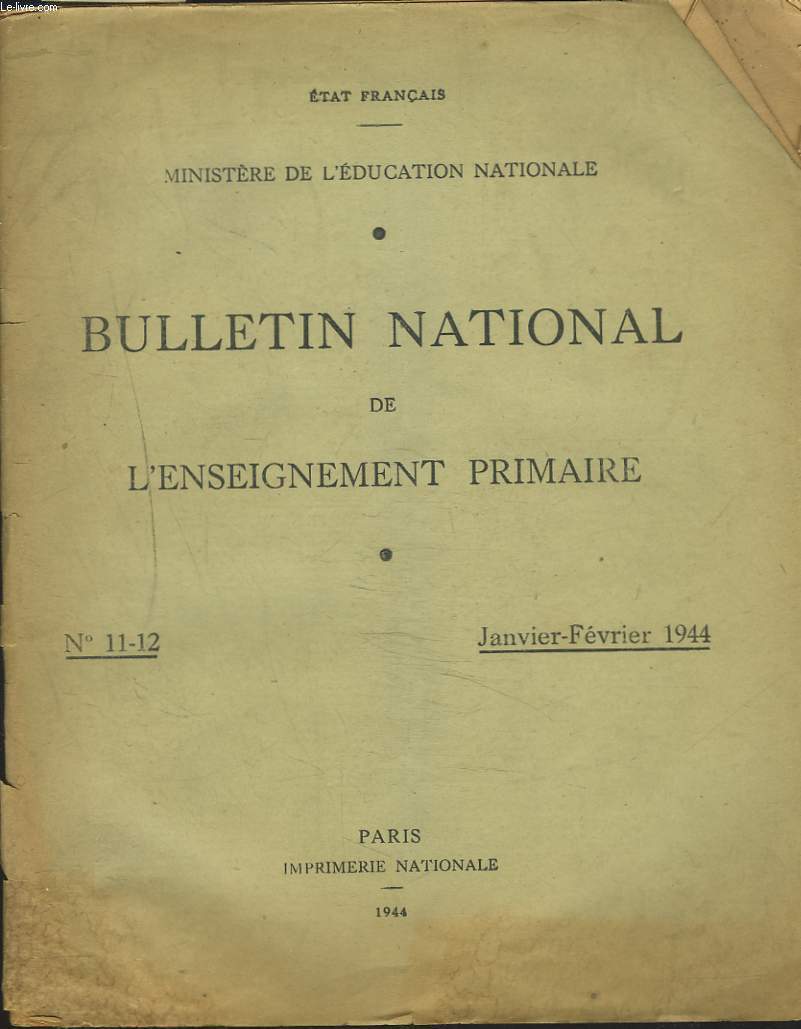 Le-livre.com
ÉTAT FRANÇAIS
MINISTÈRE DE L'ÉDUCATION NATIONALE
BULLETIN NATIONAL
DE
L'ENSEIGNEMENT PRIMAIRE
N° 11-12 Janvier-Février 1944
PARIS
IMPRIMERIE NATIONALE
1944